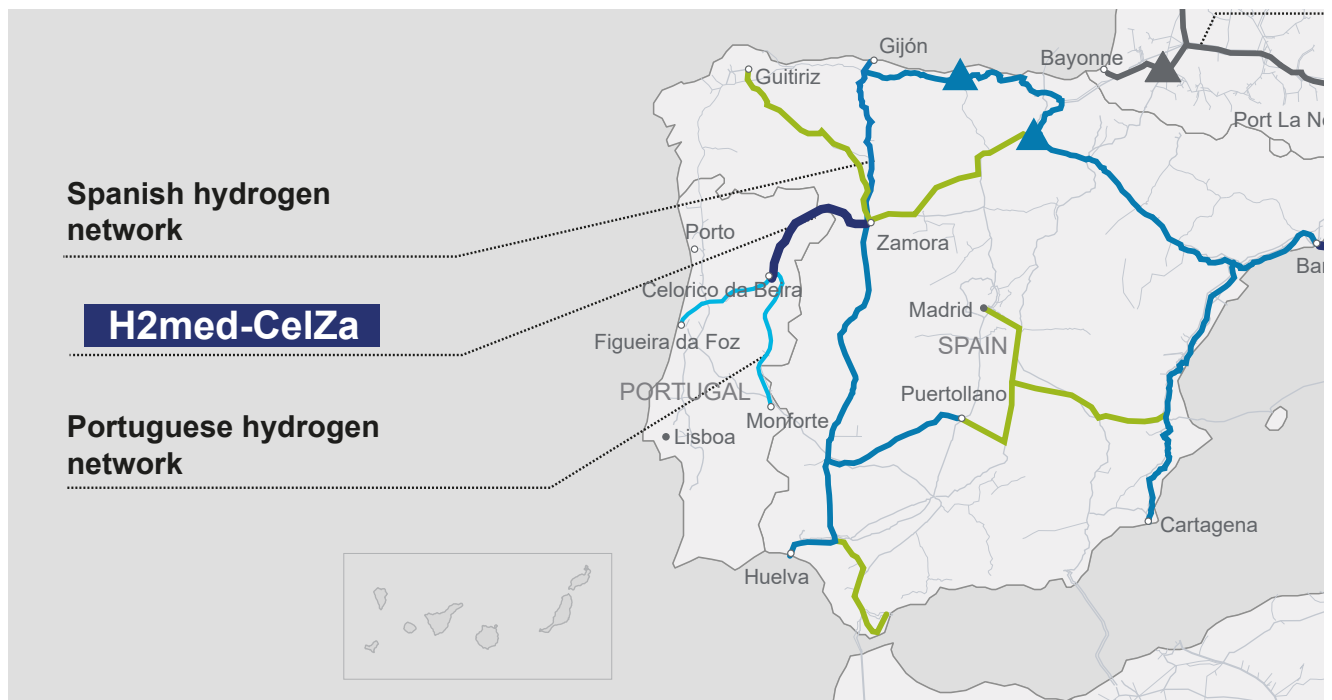 Gijón
Bayonne
Guitiriz
Port La No
Spanish hydrogen
network
Porto
Zamora
Bar
Celorico da Beira
H2med-CelZa
Madrid
Figueira da Foz
SPAIN
PORTUGAL
Puertollano
Monforte
Portuguese hydrogen
network
Lisboa
Cartagena
Huelva